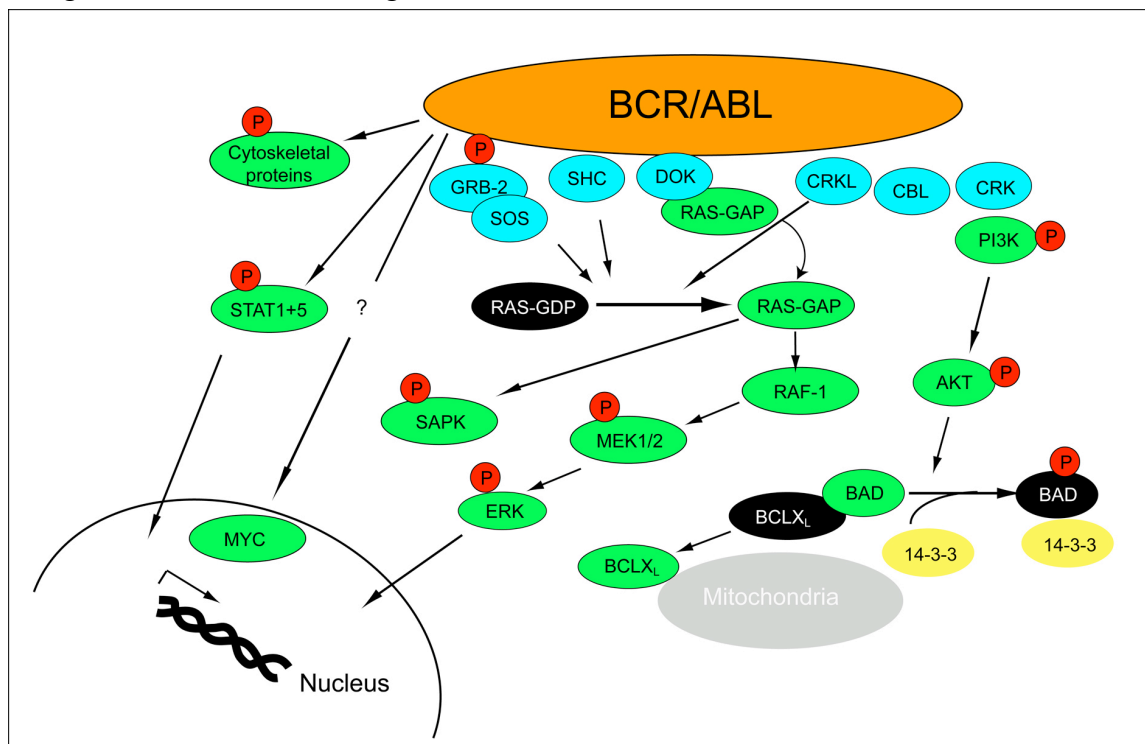 BCR/ABL
P
Cytoskeletal
proteins
P
GRB-2
SOS
SHC
DOK
RAS-GAP
CRKL
CBL
CRK
PI3K
P
P
STAT1+5
?
RAS-GDP
RAS-GAP
P
SAPK
RAF-1
AKT
P
P
MEK1/2
P
ERK
BAD
BCLXL
P
BAD
14-3-3
14-3-3
MYC
BCLXL
Mitochondria
Nucleus